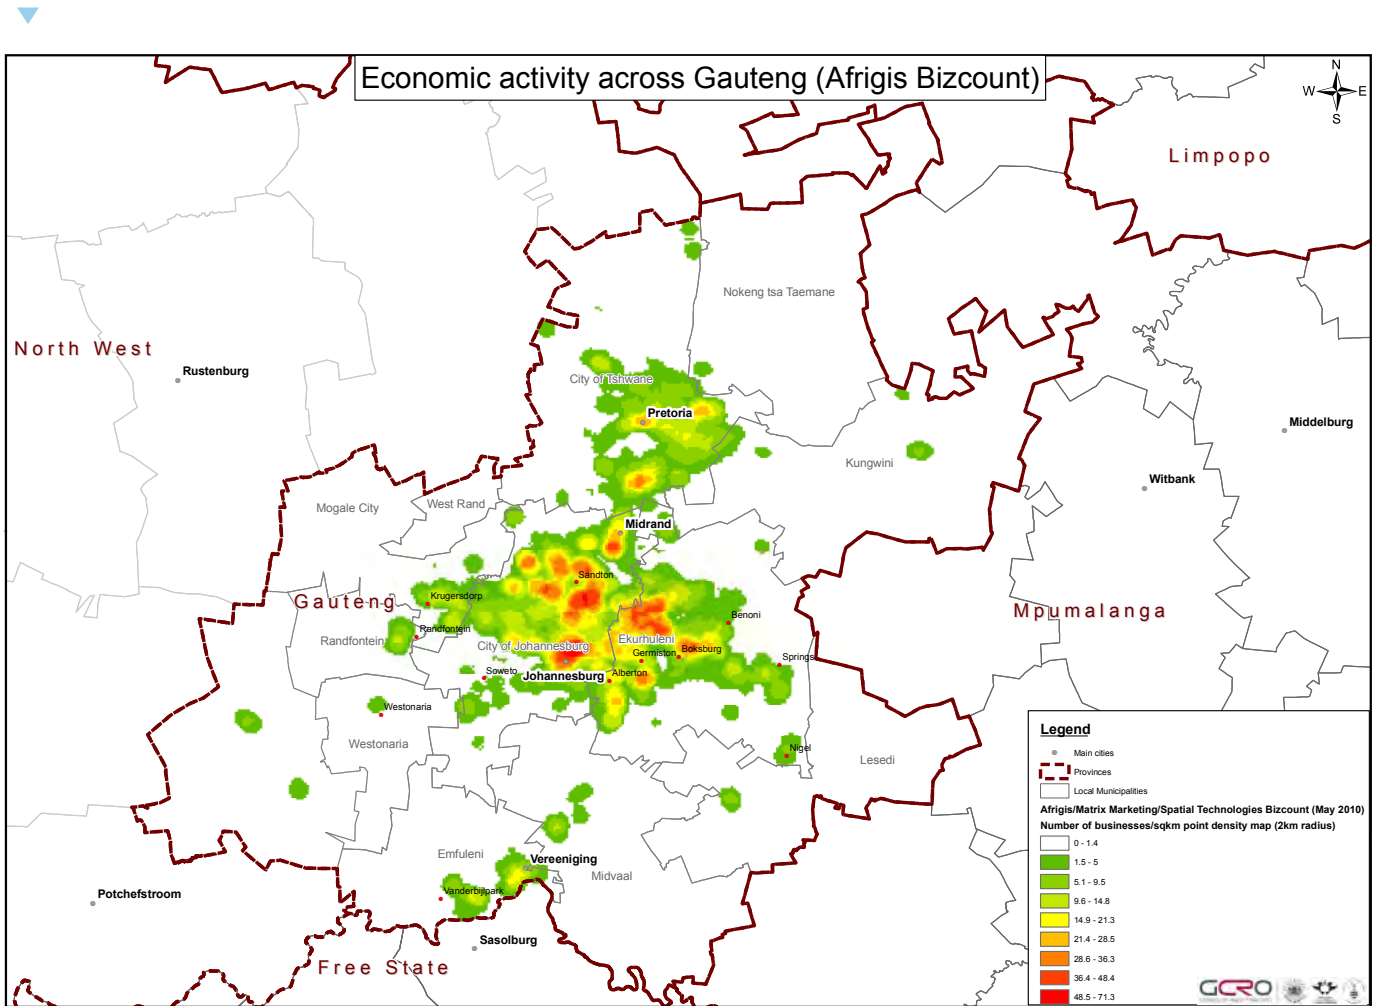 Economic activity across Gauteng (Afrigis Bizcount)
N
W E
S
Limpopo
Nokeng tsa Taemane
North West
Rustenburg
City of Tshwane
Pretoria
Middelburg
Kungwini
Witbank
Mogale City
West Rand
Midrand
Sandton
Krugersdorp
Gauteng
Mpumalanga
Benoni
Randfontein
Randfontein
Ekurhuleni
City of Johannesburg
Boksburg
Germiston
Springs
Soweto
Johannesburg
Alberton
Westonaria
Westonaria
Nigel
Lesedi
Emfuleni
Vereeniging
Midvaal
Vanderbijlpark
Potchefstroom
Sasolburg
Free State
Legend
Main cities
Provinces
Local Municipalities
Afrigis/Matrix Marketing/Spatial Technologies Bizcount (May 2010)
Number of businesses/sqkm point density map (2km radius)
0 - 1.4
1.5 - 5
5.1 - 9.5
9.6 - 14.8
14.9 - 21.3
21.4 - 28.5
28.6 - 36.3
36.4 - 48.4
48.5 - 71.3
GCRO